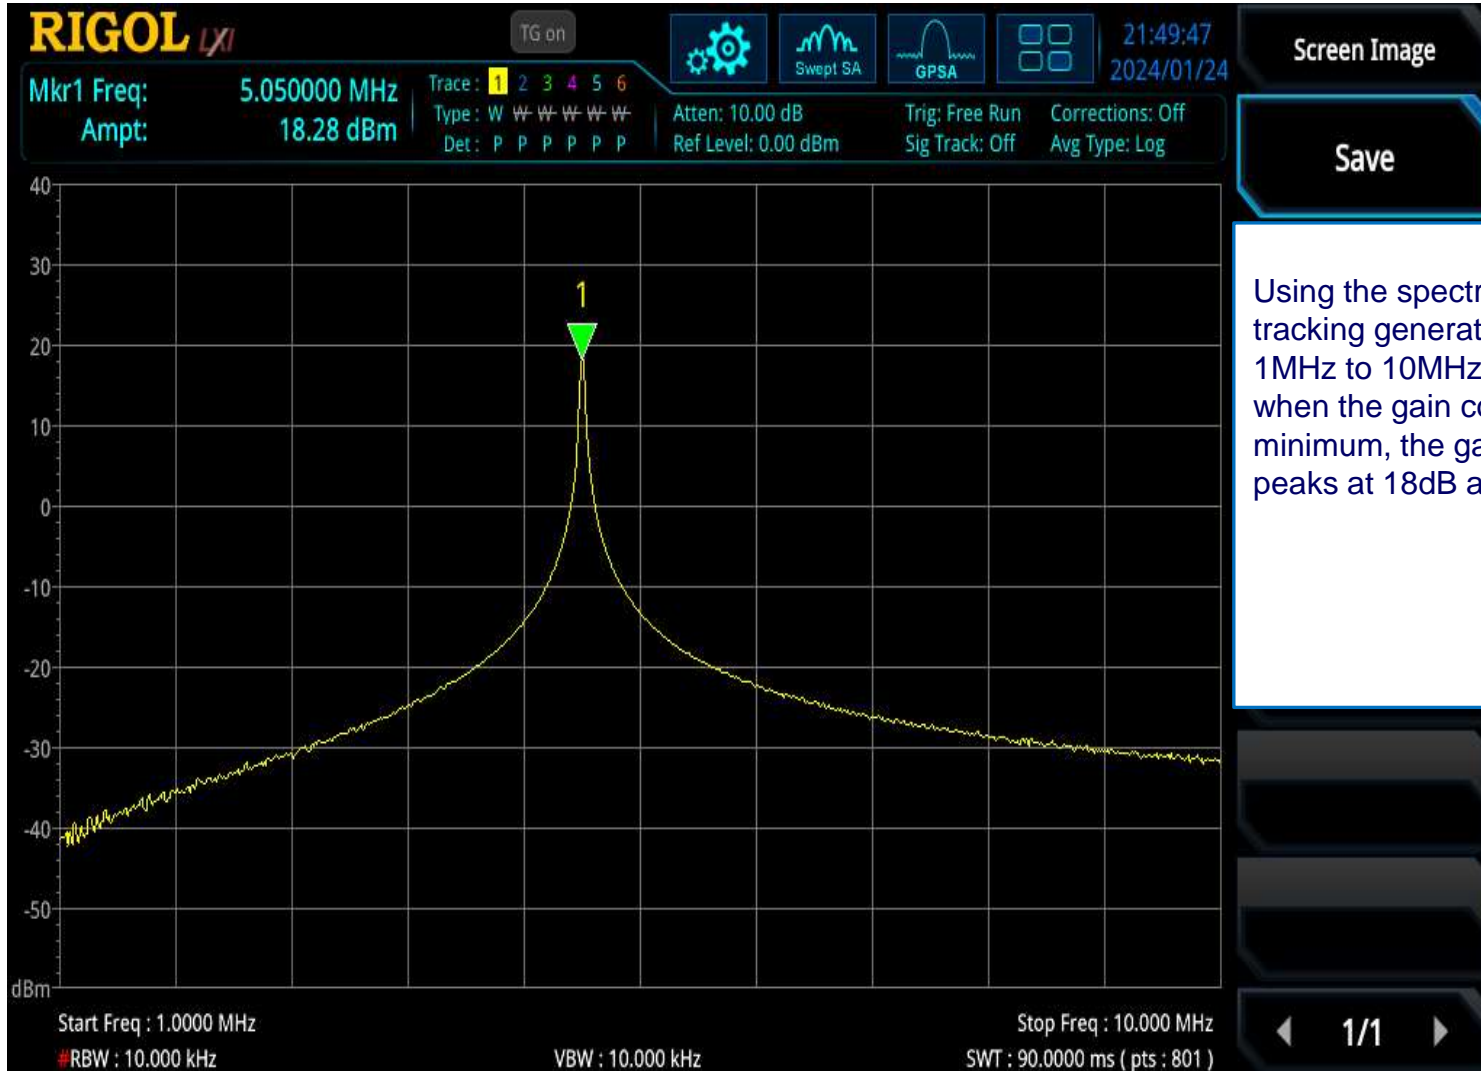 RIGOL LXI
TG on
Swept SA
GPSA
21:49:47
2024/01/24
Screen Image
Mkr1 Freq: 5.050000 MHz
Ampt: 18.28 dBm
Trace: 1 2 3 4 5 6
Type: W W W W W W
Det: P P P P P P
Atten: 10.00 dB
Ref Level: 0.00 dBm
Trig: Free Run
Sig Track: Off
Corrections: Off
Avg Type: Log
Save
40
30
20
10
0
-10
-20
-30
-40
-50
dBm
1
Using the
tracking
1MHz to 10MHz
when the gain
minimum, the
peaks at 18dB
Start Freq : 1.0000 MHz
Stop Freq : 10.000 MHz
#RBW : 10.000 kHz
VBW : 10.000 kHz
SWT : 90.0000 ms ( pts : 801 )
1/1